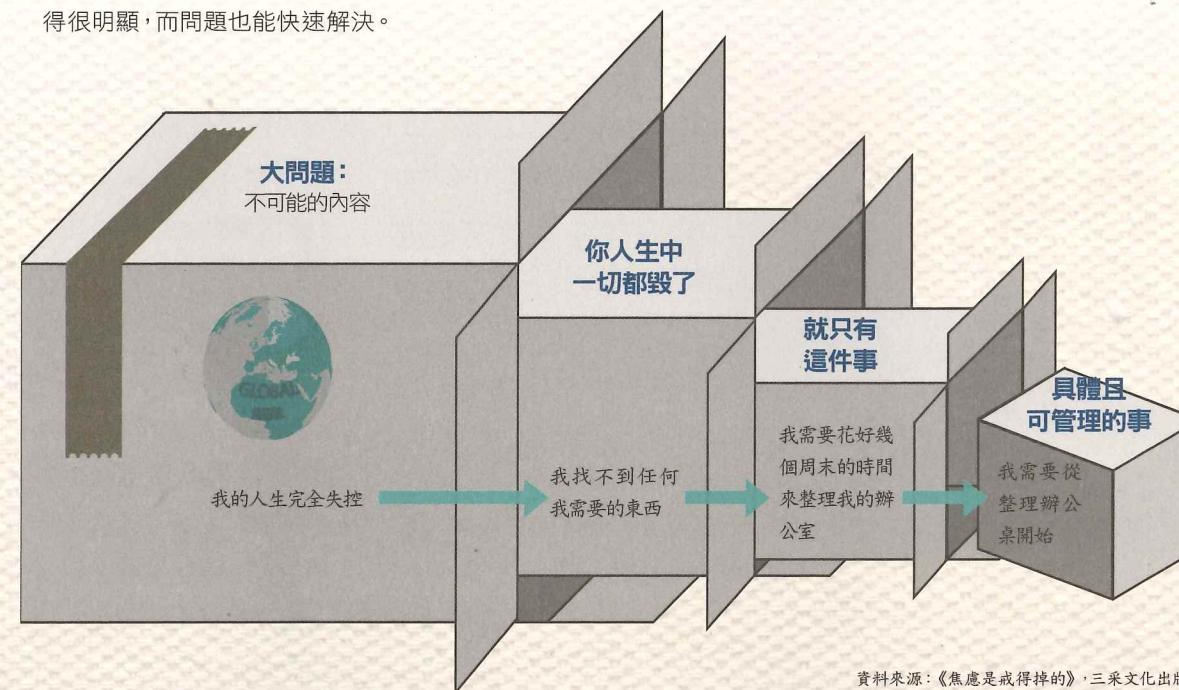 得很明顯，而問題也能快速解決。
大問題：
不可能的內容
GLOBAL
我的人生完全失控
你人生中
一切都毀了
我找不到任何
我需要的東西
就只有
這件事
我需要花好幾
個周末的時間
來整理我的辦
公室
具體且
可管理的事
我需要從
整理辦公
桌開始
資料來源：《焦慮是戒得掉的》，三采文化出版